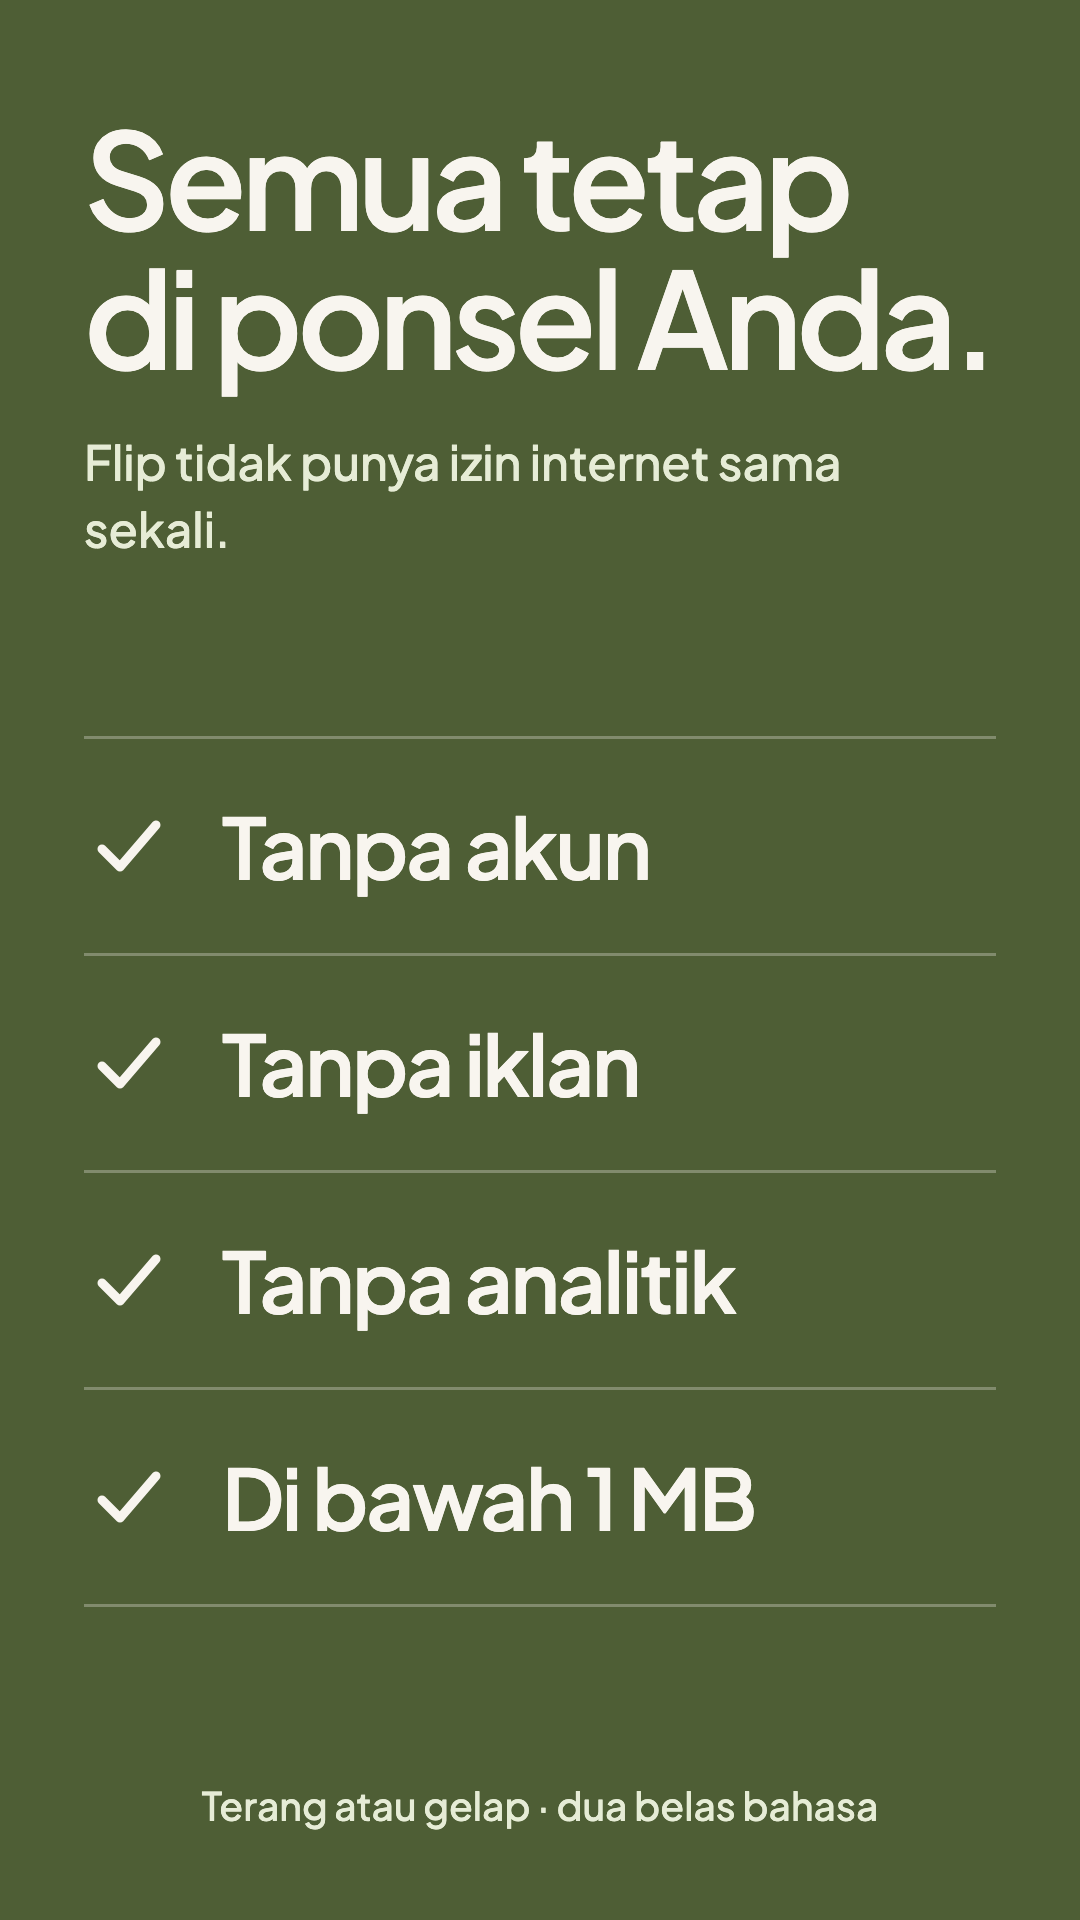 Semua tetap
di ponsel Anda.
Flip tidak punya izin internet sama
sekali.
Tanpa akun
Tanpa iklan
Tanpa analitik
Di bawah 1 MB
Terang atau gelap · dua belas bahasa